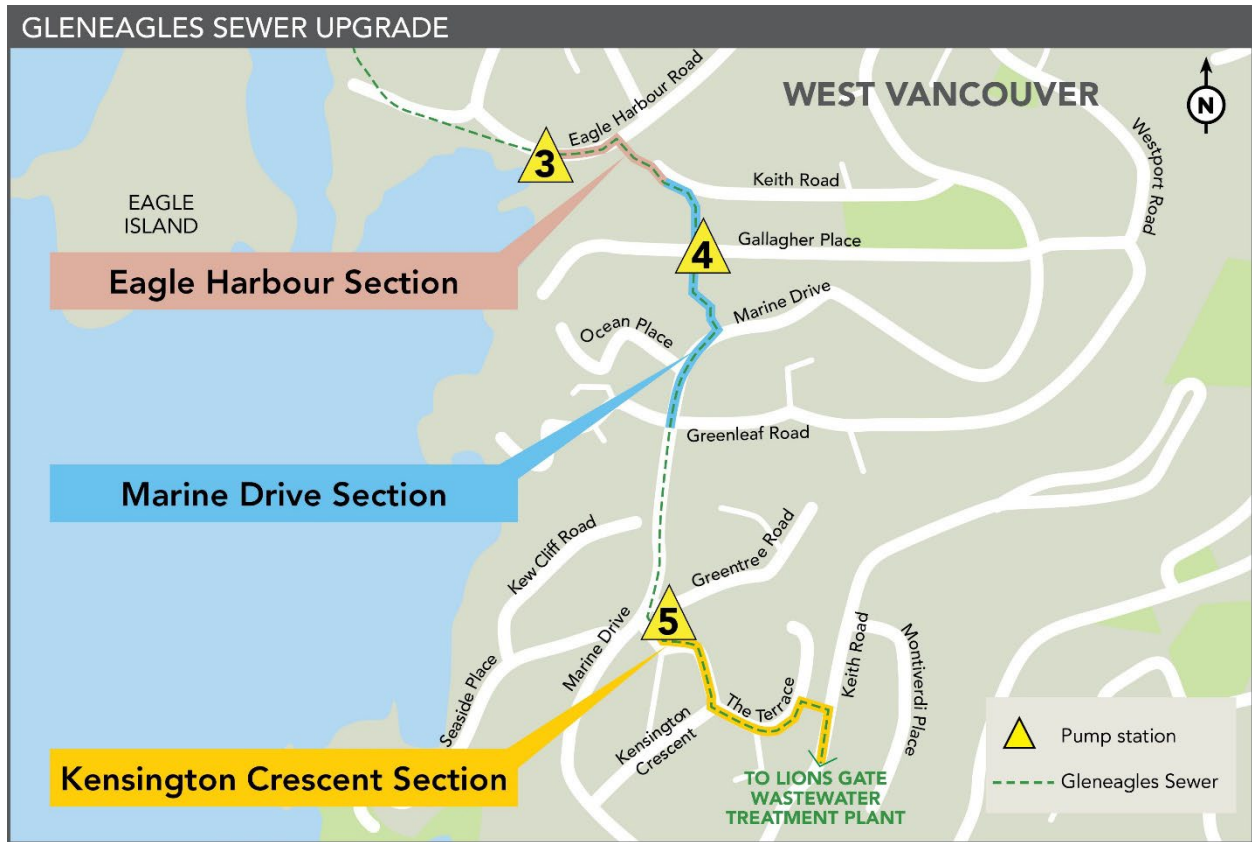 GLENEAGLES SEWER UPGRADE
WEST VANCOUVER
N
Eagle Harbour Road
Westport Road
3
Keith Road
EAGLE
ISLAND
Gallagher Place
4
Eagle Harbour Section
Marine Drive
Ocean Place
Greenleaf Road
Marine Drive Section
Kew Cliff Road
Greentree Road
5
Marine Drive
Keith Road
Montiverdi Place
Seaside Place
The Terrace
Kensington
Crescent
Kensington Crescent Section
TO LIONS GATE
WASTEWATER
TREATMENT PLANT
Pump station
Gleneagles Sewer